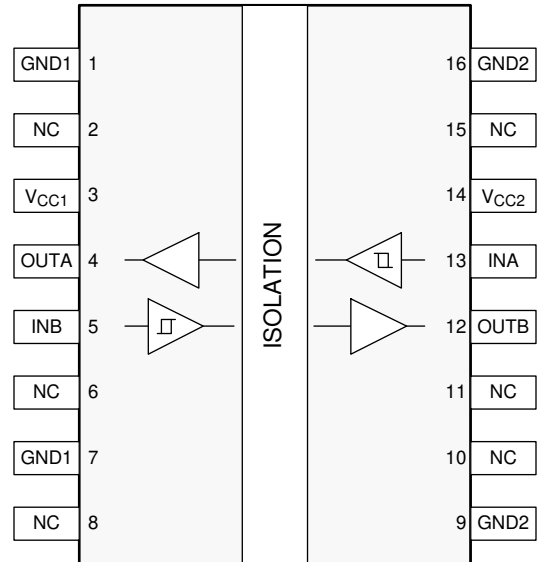 GND1 1 16 GND2
NC 2 15 NC
VCC1 3 14 VCC2
OUTA 4 13 INA
INB 5 12 OUTB
NC 6 11 NC
GND1 7 10 NC
NC 8 9 GND2
ISOLATION